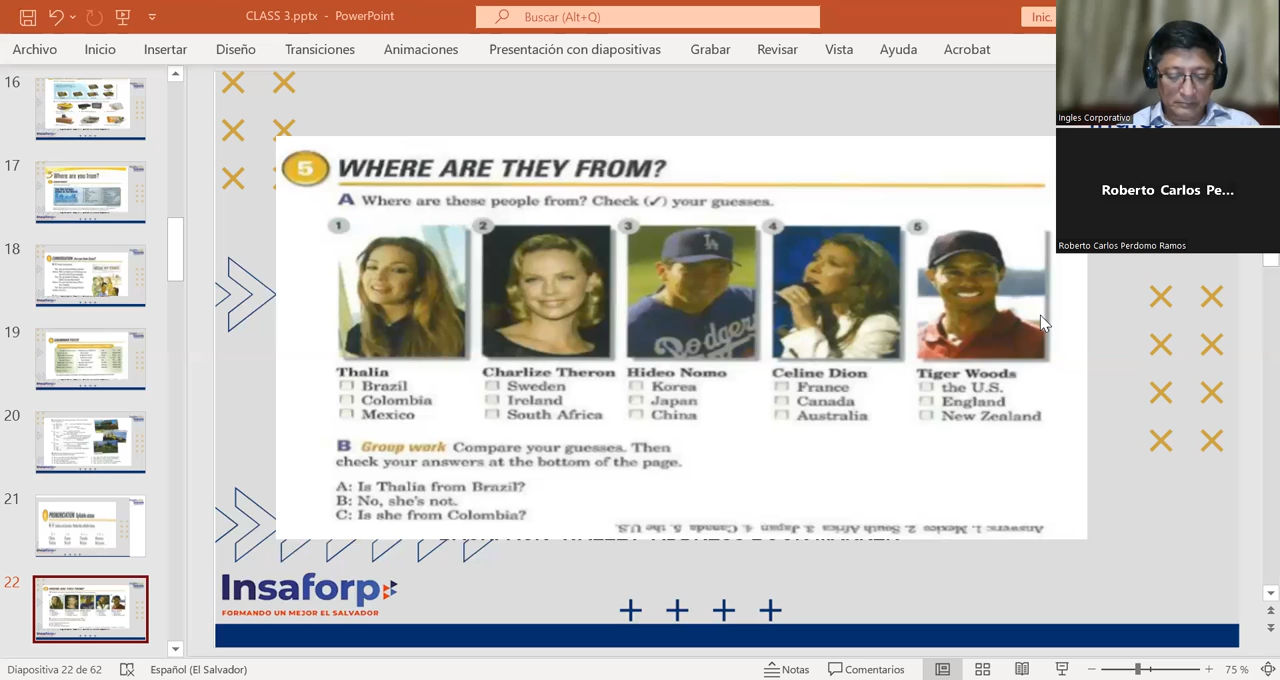 CLASS 3.pptx - PowerPoint
Buscar (Alt+Q)
Inic.
Archivo Inicio Insertar Diseño Transiciones Animaciones Presentación con diapositivas Grabar Revisar Vista Ayuda Acrobat
Ingles Corporativo
Roberto Carlos Pe...
Roberto Carlos Perdomo Ramos
16
17
18
19
20
21
22
5 WHERE ARE THEY FROM?
A Where are these people from? Check (✓) your guesses.
1 2 3 4 5
Thalia Charlize Theron Hideo Nomo Celine Dion Tiger Woods
Brazil Sweden Korea France the U.S.
Colombia Ireland Japan Canada England
Mexico South Africa China Australia New Zealand
B Group work Compare your guesses. Then
check your answers at the bottom of the page.
A: Is Thalia from Brazil?
B: No, she's not.
C: Is she from Colombia?
Answers: 1. Mexico 2. South Africa 3. Japan 4. Canada 5. the U.S.
LA
Dodgers
Insaforp
FORMANDO UN MEJOR EL SALVADOR
Diapositiva 22 de 62 Español (El Salvador) Notas Comentarios 75 %